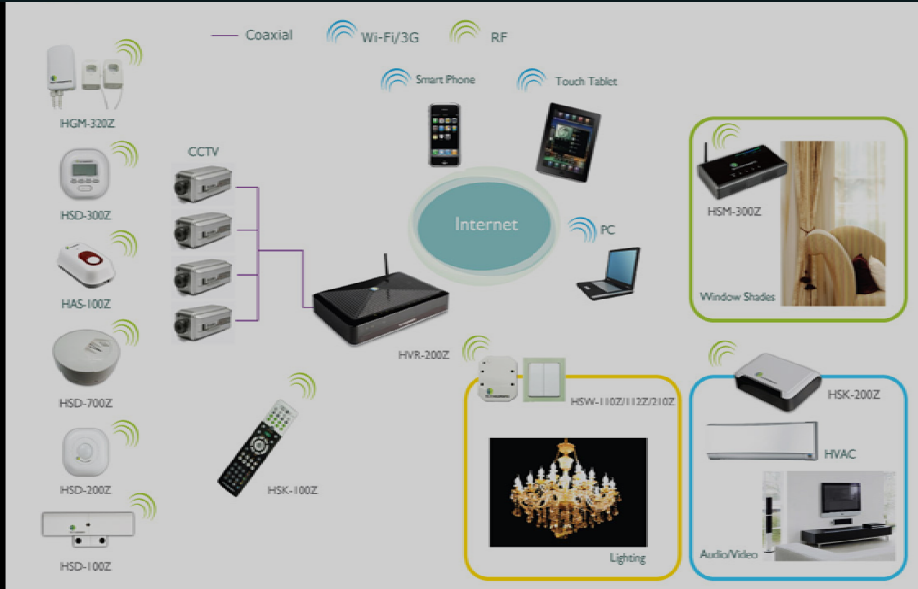 Coaxial
Wi-Fi/3G
RF
Smart Phone
Touch Tablet
HGM-320Z
CCTV
HSD-300Z
HSM-300Z
Internet
PC
HAS-100Z
Window Shades
HVR-200Z
HSD-700Z
HSW-110Z/112Z/210Z
HSK-200Z
HVAC
HSD-200Z
HSK-100Z
Lighting
Audio/Video
HSD-100Z